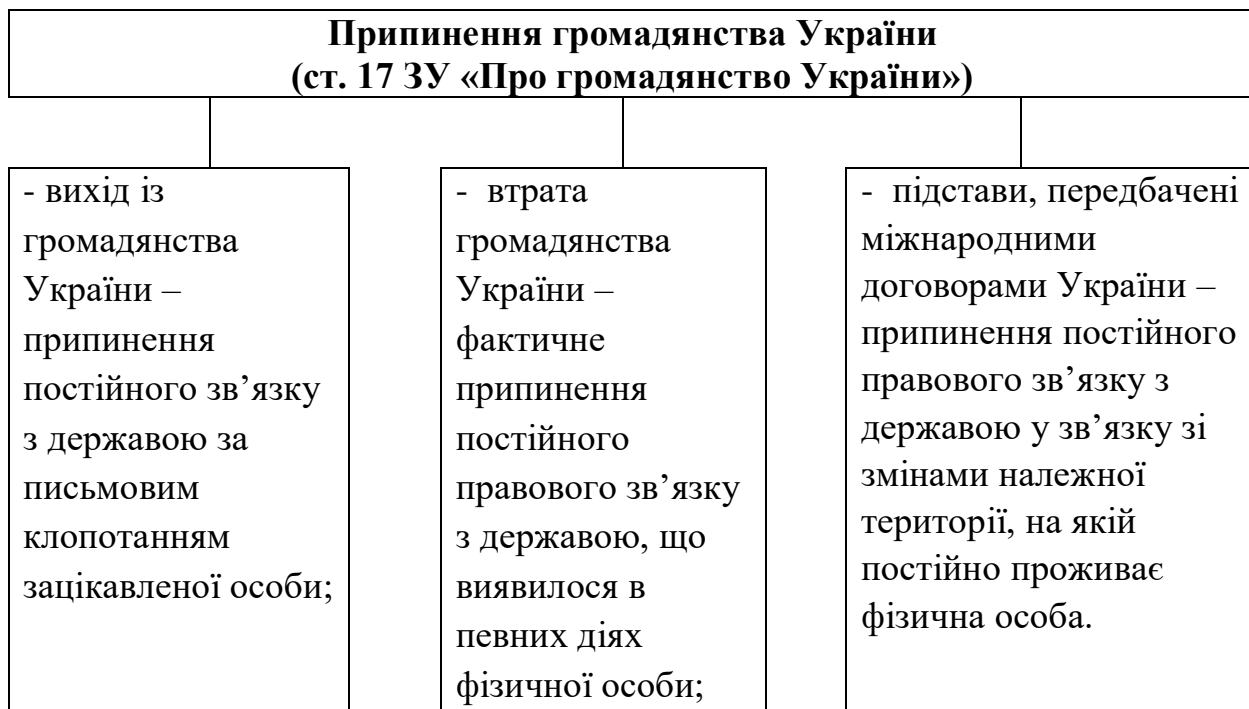 Припинення громадянства України
(ст. 17 ЗУ «Про громадянство України»)
- вихід із
громадянства
України –
припинення
постійного зв’язку
з державою за
письмовим
клопотанням
зацікавленої особи;
- втрата
громадянства
України –
фактичне
припинення
постійного
правового зв’язку
з державою, що
виявилося в
певних діях
фізичної особи;
- підстави, передбачені
міжнародними
договорами України –
припинення постійного
правового зв’язку з
державою у зв’язку зі
змінами належної
території, на якій
постійно проживає
фізична особа.